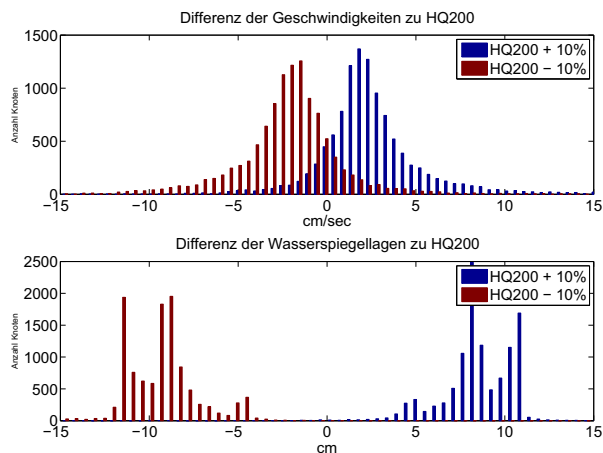 Differenz der Geschwindigkeiten zu HQ200
1500
1000
500
0
Anzahl Knoten
HQ200 + 10%
HQ200 − 10%
−15 −10 −5 0 5 10 15
cm/sec
Differenz der Wasserspiegellagen zu HQ200
2500
2000
1500
1000
500
0
Anzahl Knoten
HQ200 + 10%
HQ200 − 10%
−15 −10 −5 0 5 10 15
cm